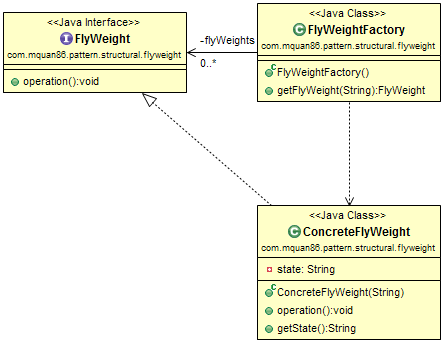 <<Java Interface>>
FlyWeight
com.mquan86.pattern.structural.flyweight
operation():void
-flyWeights
0..*
<<Java Class>>
FlyWeightFactory
com.mquan86.pattern.structural.flyweight
FlyWeightFactory()
getFlyWeight(String):FlyWeight
<<Java Class>>
ConcreteFlyWeight
com.mquan86.pattern.structural.flyweight
state: String
ConcreteFlyWeight(String)
operation():void
getState():String